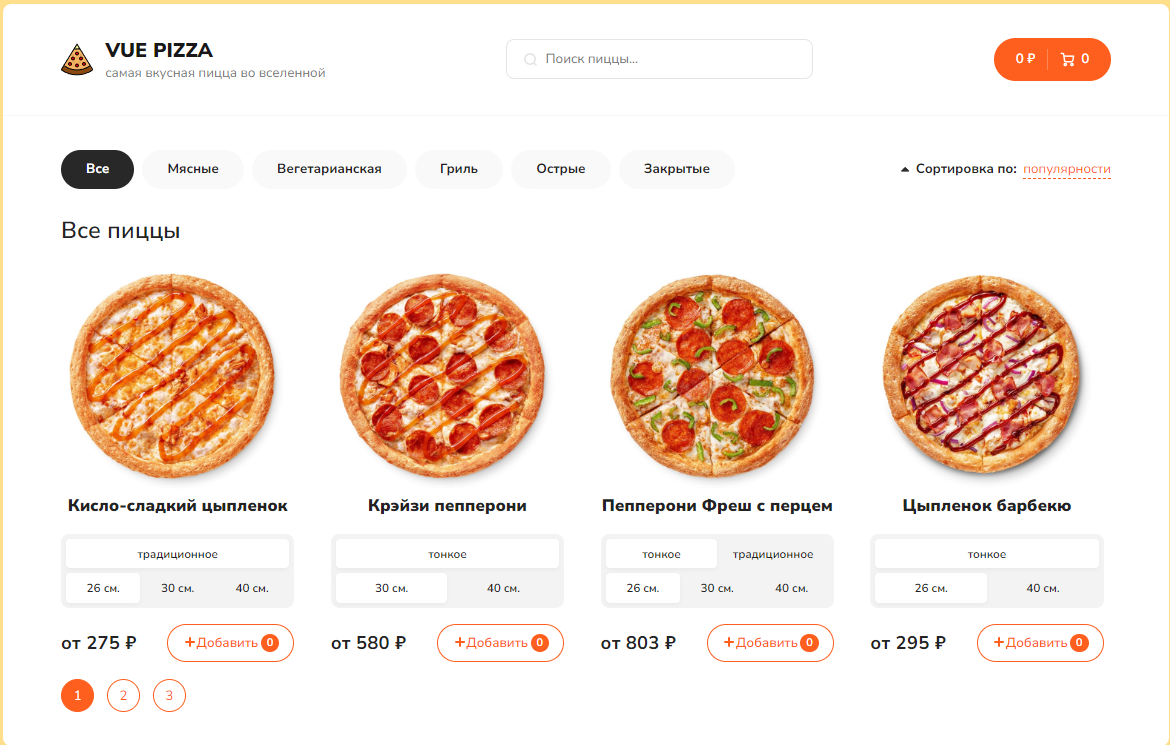 VUE PIZZA
самая вкусная пицца во вселенной
Поиск пиццы...
0 ₽ 0
Все Мясные Вегетарианская Гриль Острые Закрытые
Сортировка по: популярности
Все пиццы
Кисло-сладкий цыпленок
традиционное
26 см. 30 см. 40 см.
от 275 ₽ +Добавить 0
Крэйзи пепперони
тонкое
30 см. 40 см.
от 580 ₽ +Добавить 0
Пепперони Фреш с перцем
тонкое традиционное
26 см. 30 см. 40 см.
от 803 ₽ +Добавить 0
Цыпленок барбекю
тонкое
26 см. 40 см.
от 295 ₽ +Добавить 0
1 2 3